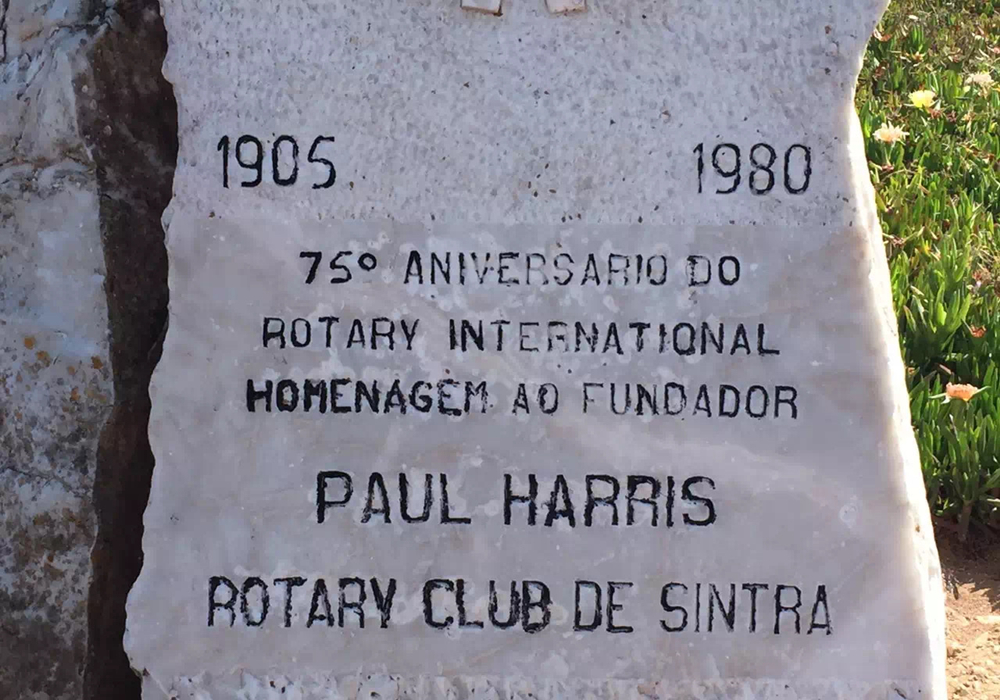 1905 1980
75º ANIVERSARIO DO
ROTARY INTERNATIONAL
HOMENAGEM AO FUNDADOR
PAUL HARRIS
ROTARY CLUB DE SINTRA